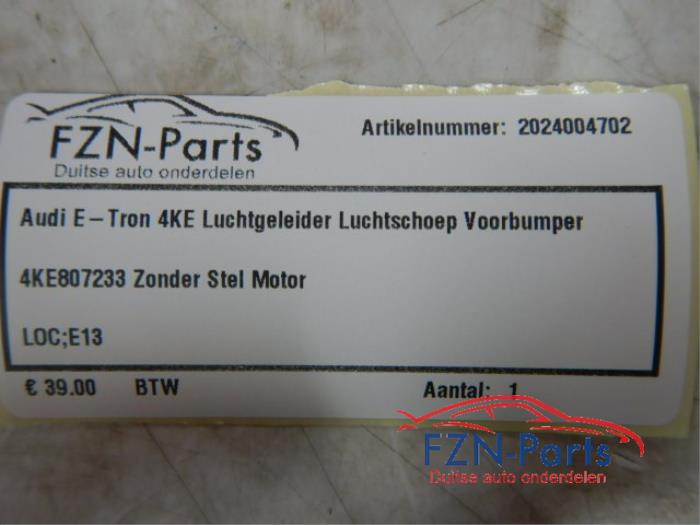 FZN-Parts
Duitse auto onderdelen
Artikelnummer: 2024004702
Audi E-Tron 4KE Luchtgeleider Luchtschoep Voorbumper
4KE807233 Zonder Stel Motor
LOC;E13
€ 39.00 BTW Aantal: 1
FZN-Parts
Duitse auto onderdelen